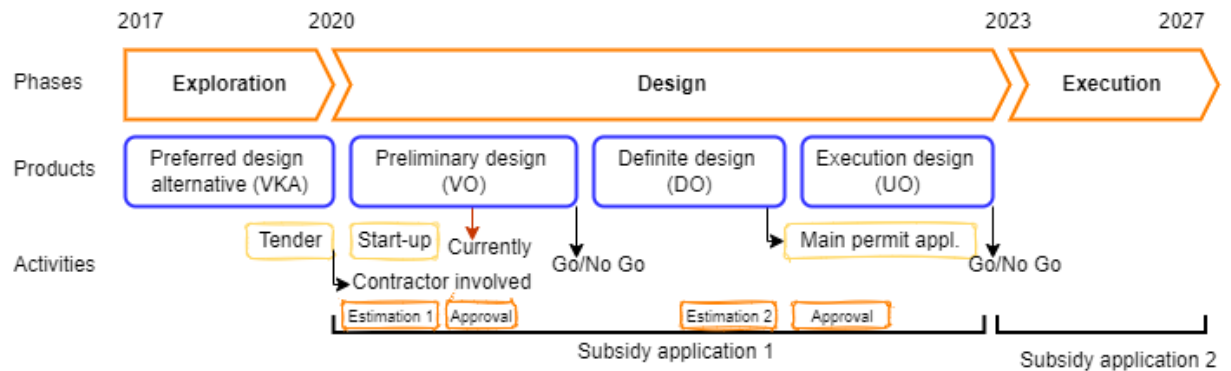 2017 2020 2023 2027
Phases Exploration Design Execution
Products
Preferred design
alternative (VKA)
Preliminary design
(VO)
Definite design
(DO)
Execution design
(UO)
Activities
Tender Start-up Currently Main permit appl.
Go/No Go Go/No Go
Contractor involved
Estimation 1 Approval Estimation 2 Approval
Subsidy application 1
Subsidy application 2